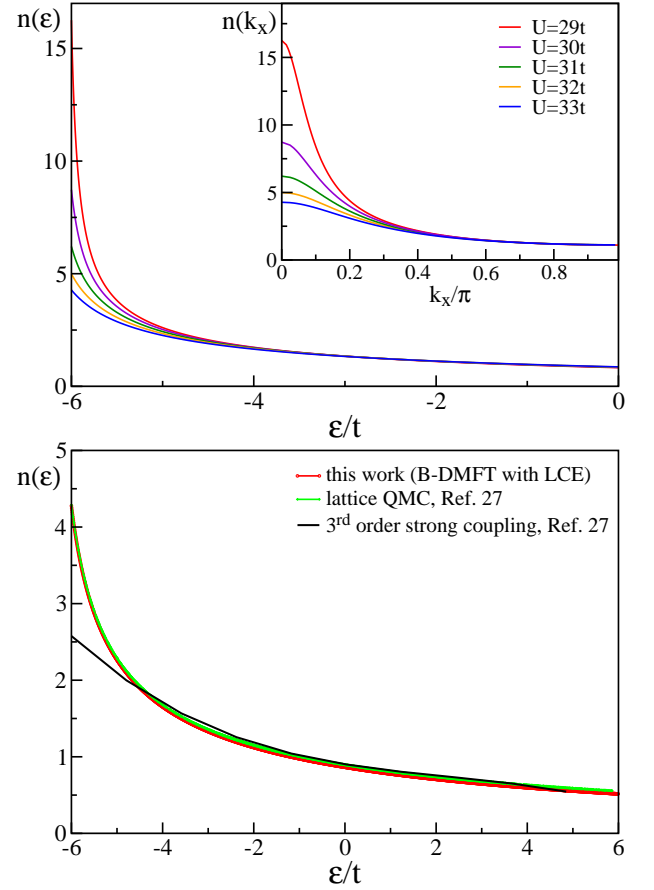 n(ε)
n(kₓ)
U=29t
U=30t
U=31t
U=32t
U=33t
15
10
5
0
15
10
5
0
0
0.2
0.4
0.6
0.8
kₓ/π
-6
-4
-2
0
ε/t
n(ε)
this work (B-DMFT with LCE)
lattice QMC, Ref. 27
3rd order strong coupling, Ref. 27
5
4
3
2
1
0
-6
-4
-2
0
2
4
6
ε/t